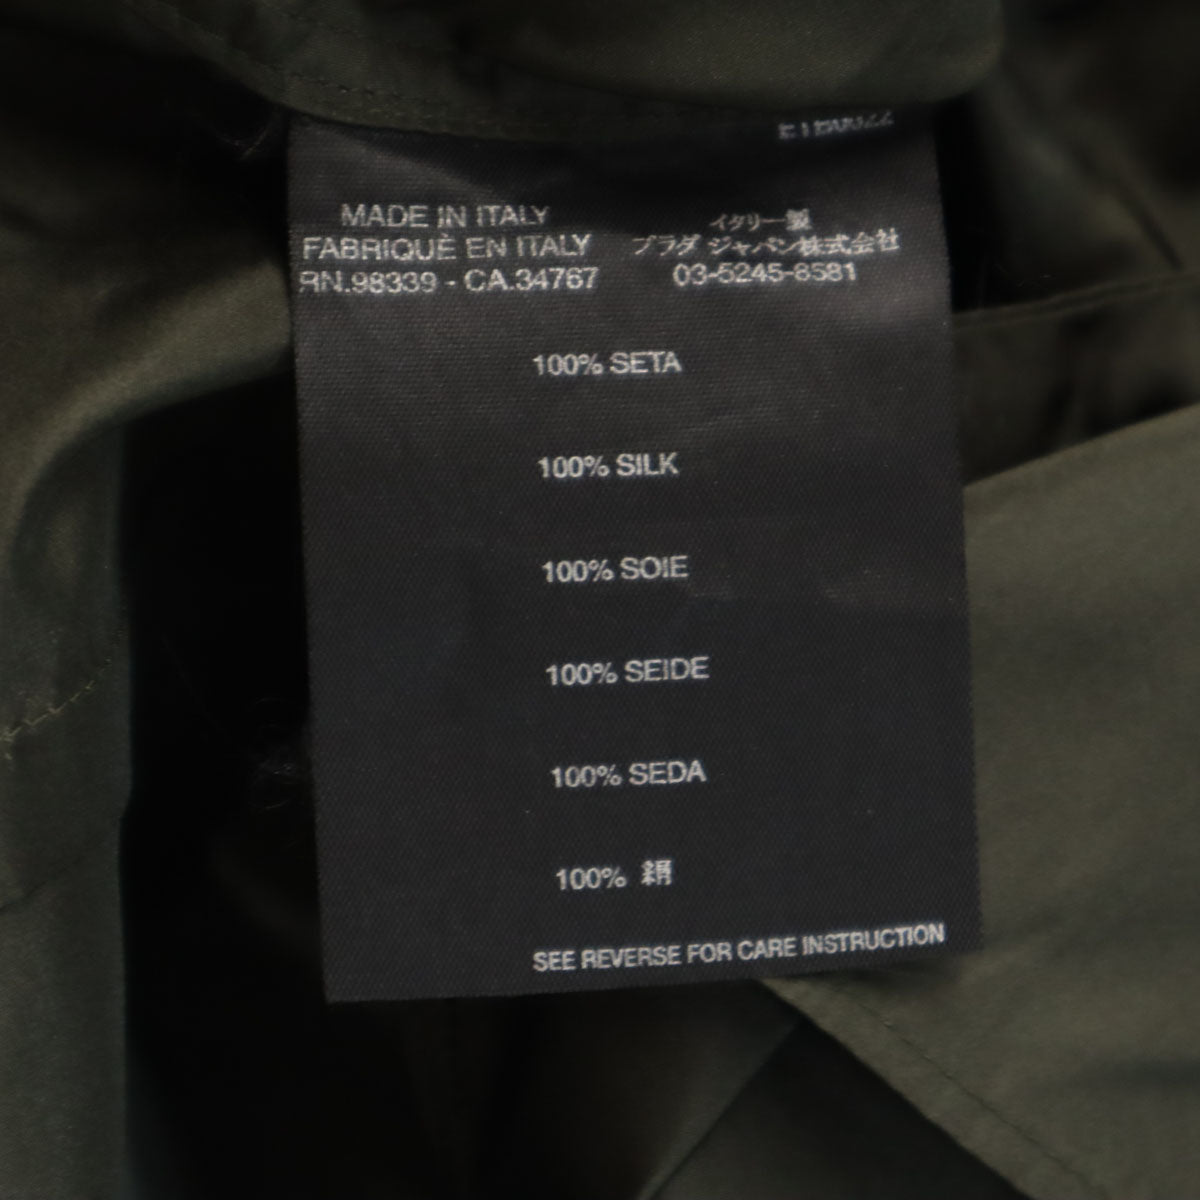 MADE IN ITALY
FABRIQUÈ EN ITALY
RN.98339 - CA.34767
イタリー製
プラダ ジャパン株式会社
03-5245-8581
100% SETA
100% SILK
100% SOIE
100% SEIDE
100% SEDA
100% 絹
SEE REVERSE FOR CARE INSTRUCTION